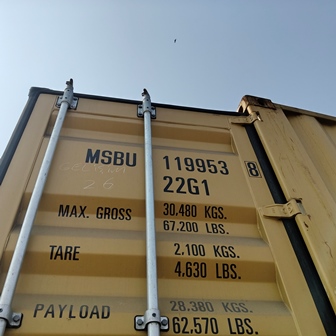 MSBU 119953 8
22G1
MAX. GROSS 30.480 KGS.
67.200 LBS.
TARE 2.100 KGS.
4.630 LBS.
PAYLOAD 28.380 KGS.
62.570 LBS.